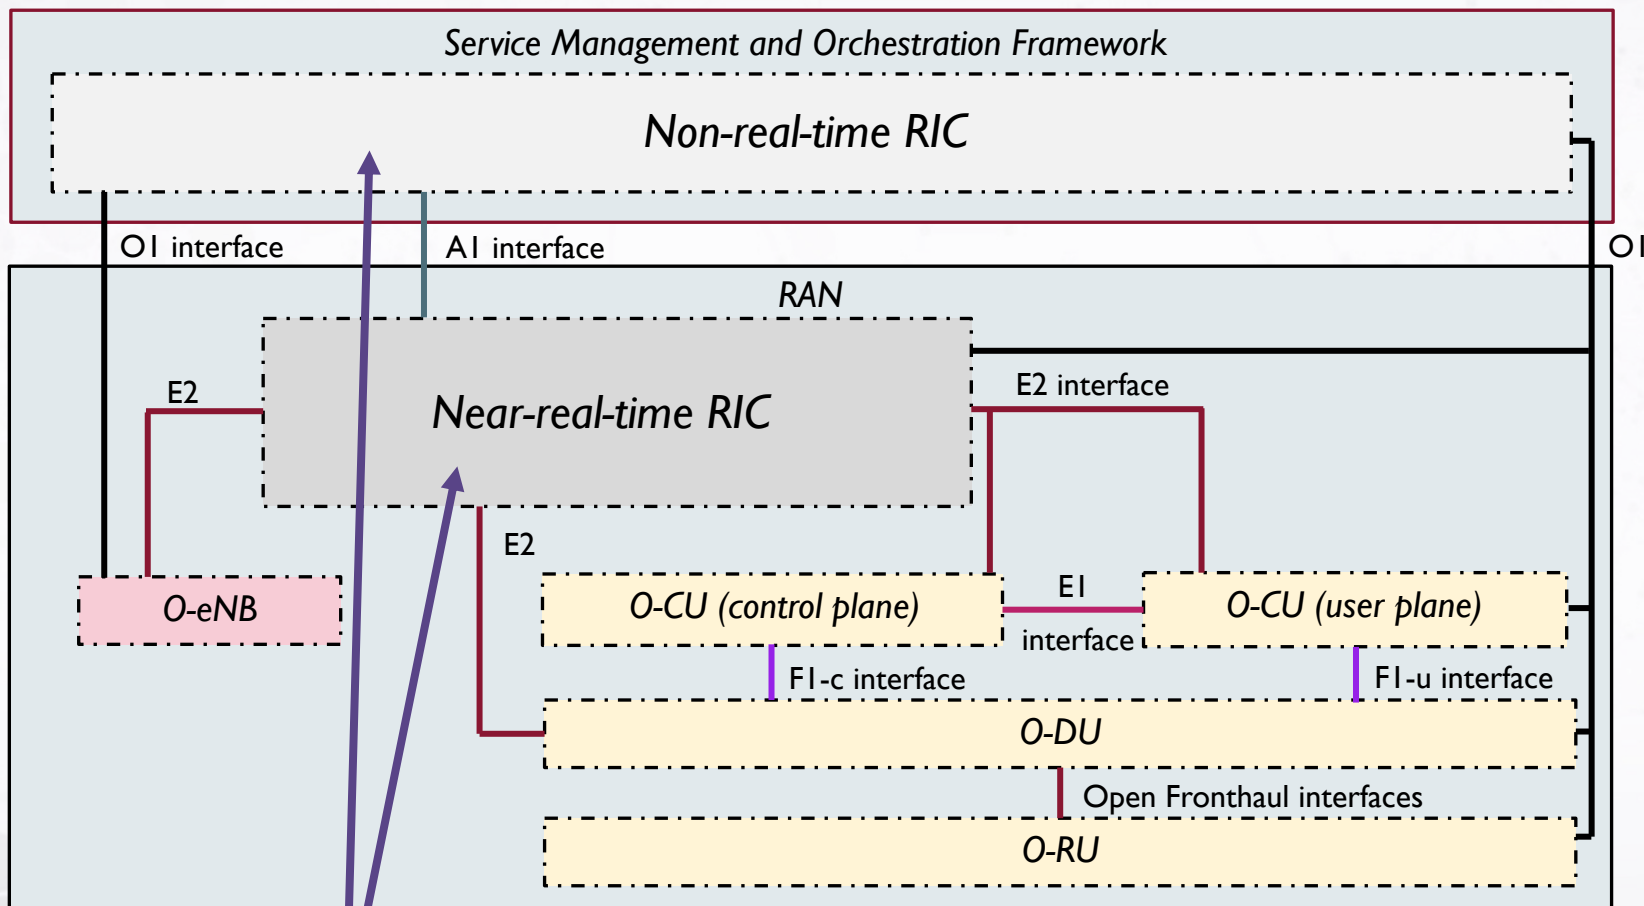 Service Management and Orchestration Framework
Non-real-time RIC
O1 interface
A1 interface
O1
RAN
E2
E2 interface
Near-real-time RIC
E2
O-eNB
O-CU (control plane)
E1
interface
O-CU (user plane)
F1-c interface
F1-u interface
O-DU
Open Fronthaul interfaces
O-RU